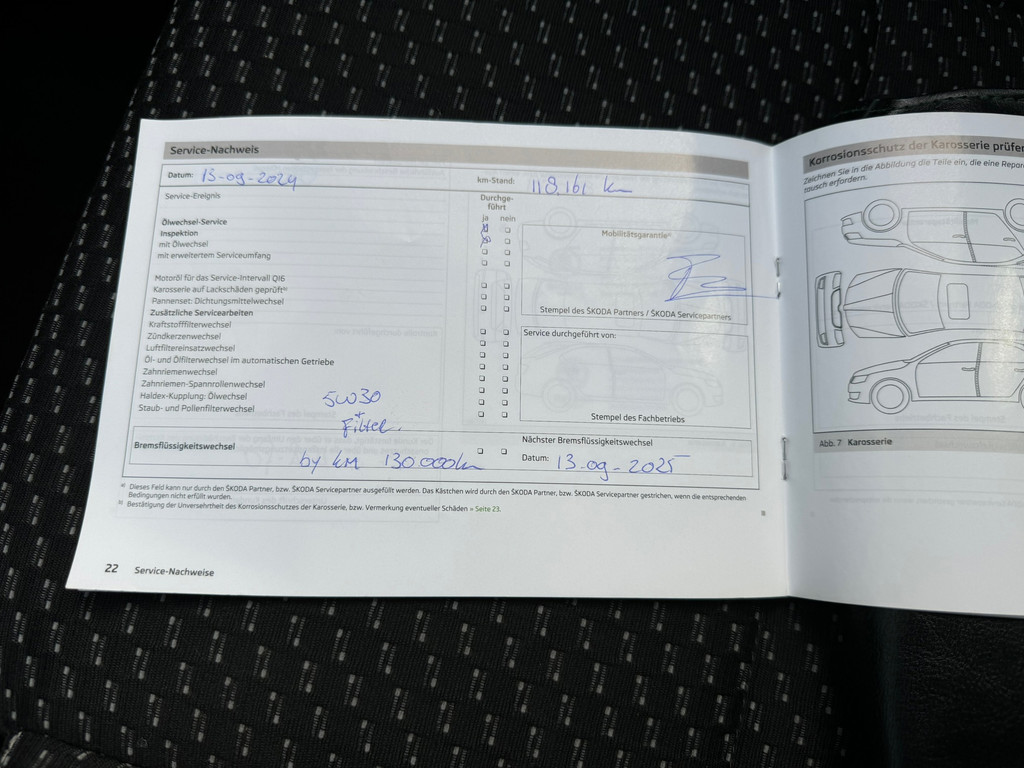 Service-Nachweis
Datum: 13-09-2024
km-Stand: 118.161 km
Service-Ereignis
Durchge-
führt
ja nein
Ölwechsel-Service
Inspektion
mit Ölwechsel
mit erweitertem Serviceumfang
Motoröl für das Service-Intervall QI6
Karosserie auf Lackschäden geprüft b)
Pannenset: Dichtungsmittelwechsel
Zusätzliche Servicearbeiten
Kraftstofffilterwechsel
Zündkerzenwechsel
Luftfiltereinsatzwechsel
Öl- und Ölfilterwechsel im automatischen Getriebe
Zahnriemenwechsel
Zahnriemen-Spannrollenwechsel
Haldex-Kupplung: Ölwechsel
Staub- und Pollenfilterwechsel
5W30
+
Filter.
Mobilitätsgarantie a)
Stempel des ŠKODA Partners / ŠKODA Servicepartners
Service durchgeführt von:
Stempel des Fachbetriebs
Bremsflüssigkeitswechsel
by KM 130 000km
Nächster Bremsflüssigkeitswechsel
Datum: 13-09-2025
a) Dieses Feld kann nur durch den ŠKODA Partner, bzw. ŠKODA Servicepartner ausgefüllt werden. Das Kästchen wird durch den ŠKODA Partner, bzw. ŠKODA Servicepartner gestrichen, wenn die entsprechenden
Bedingungen nicht erfüllt wurden.
b) Bestätigung der Unversehrtheit des Korrosionsschutzes der Karosserie, bzw. Vermerkung eventueller Schäden » Seite 23.
22 Service-Nachweise
Korrosionsschutz der Karosserie prüfen
Zeichnen Sie in die Abbildung die Teile ein, die eine Repar
tausch erfordern.
Abb. 7 Karosserie